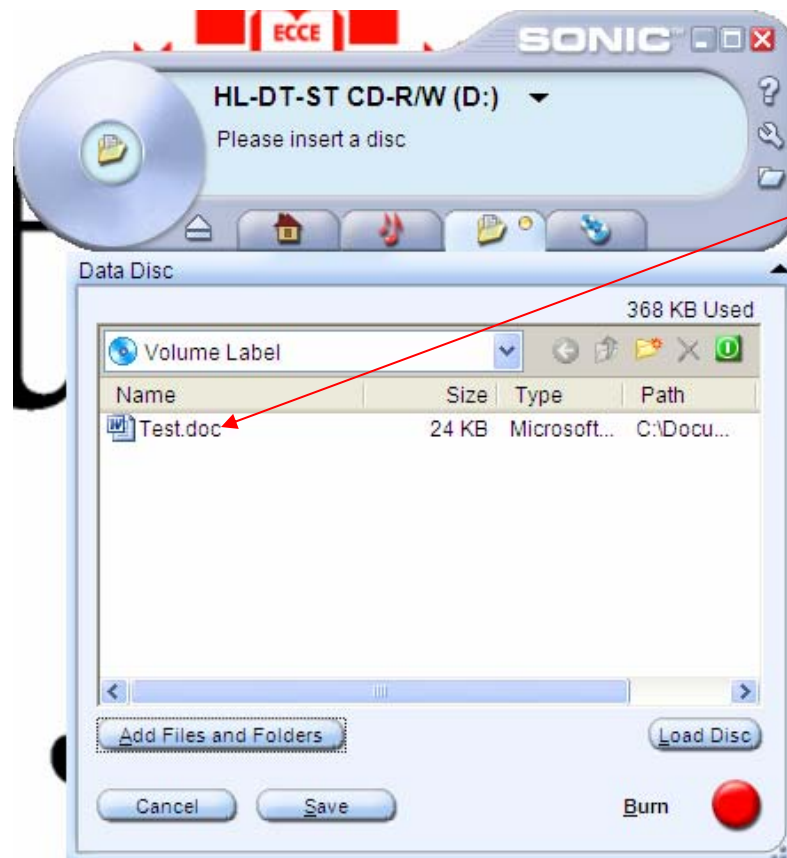 ECCE
SONIC
HL-DT-ST CD-R/W (D:)
Please insert a disc
Data Disc
368 KB Used
Volume Label
Name Size Type Path
Test.doc 24 KB Microsoft... C:\Docu...
Add Files and Folders Load Disc
Cancel Save Burn